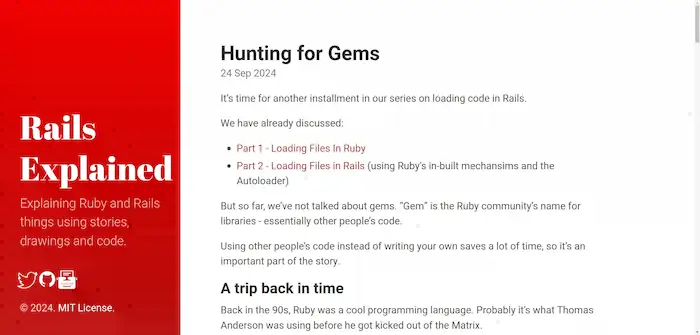 Rails
Explained
Explaining Ruby and Rails
things using stories,
drawings and code.
© 2024. MIT License.
Hunting for Gems
24 Sep 2024
It's time for another installment in our series on loading code in Rails.
We have already discussed:
Part 1 - Loading Files In Ruby
Part 2 - Loading Files in Rails (using Ruby's in-built mechansims and the
Autoloader)
But so far, we've not talked about gems. "Gem" is the Ruby community's name for
libraries - essentially other people's code.
Using other people's code instead of writing your own saves a lot of time, so it's an
important part of the story.
A trip back in time
Back in the 90s, Ruby was a cool programming language. Probably it's what Thomas
Anderson was using before he got kicked out of the Matrix.